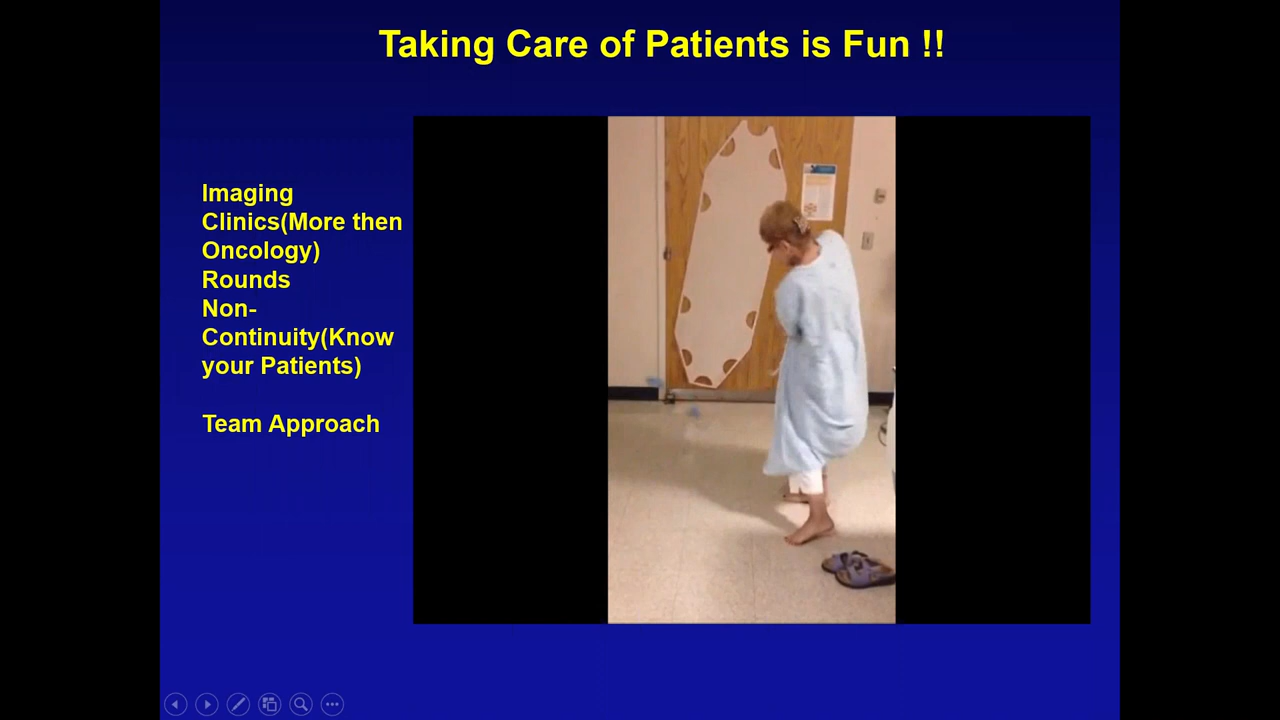 Taking Care of Patients is Fun !!
Imaging
Clinics(More then
Oncology)
Rounds
Non-
Continuity(Know
your Patients)
Team Approach